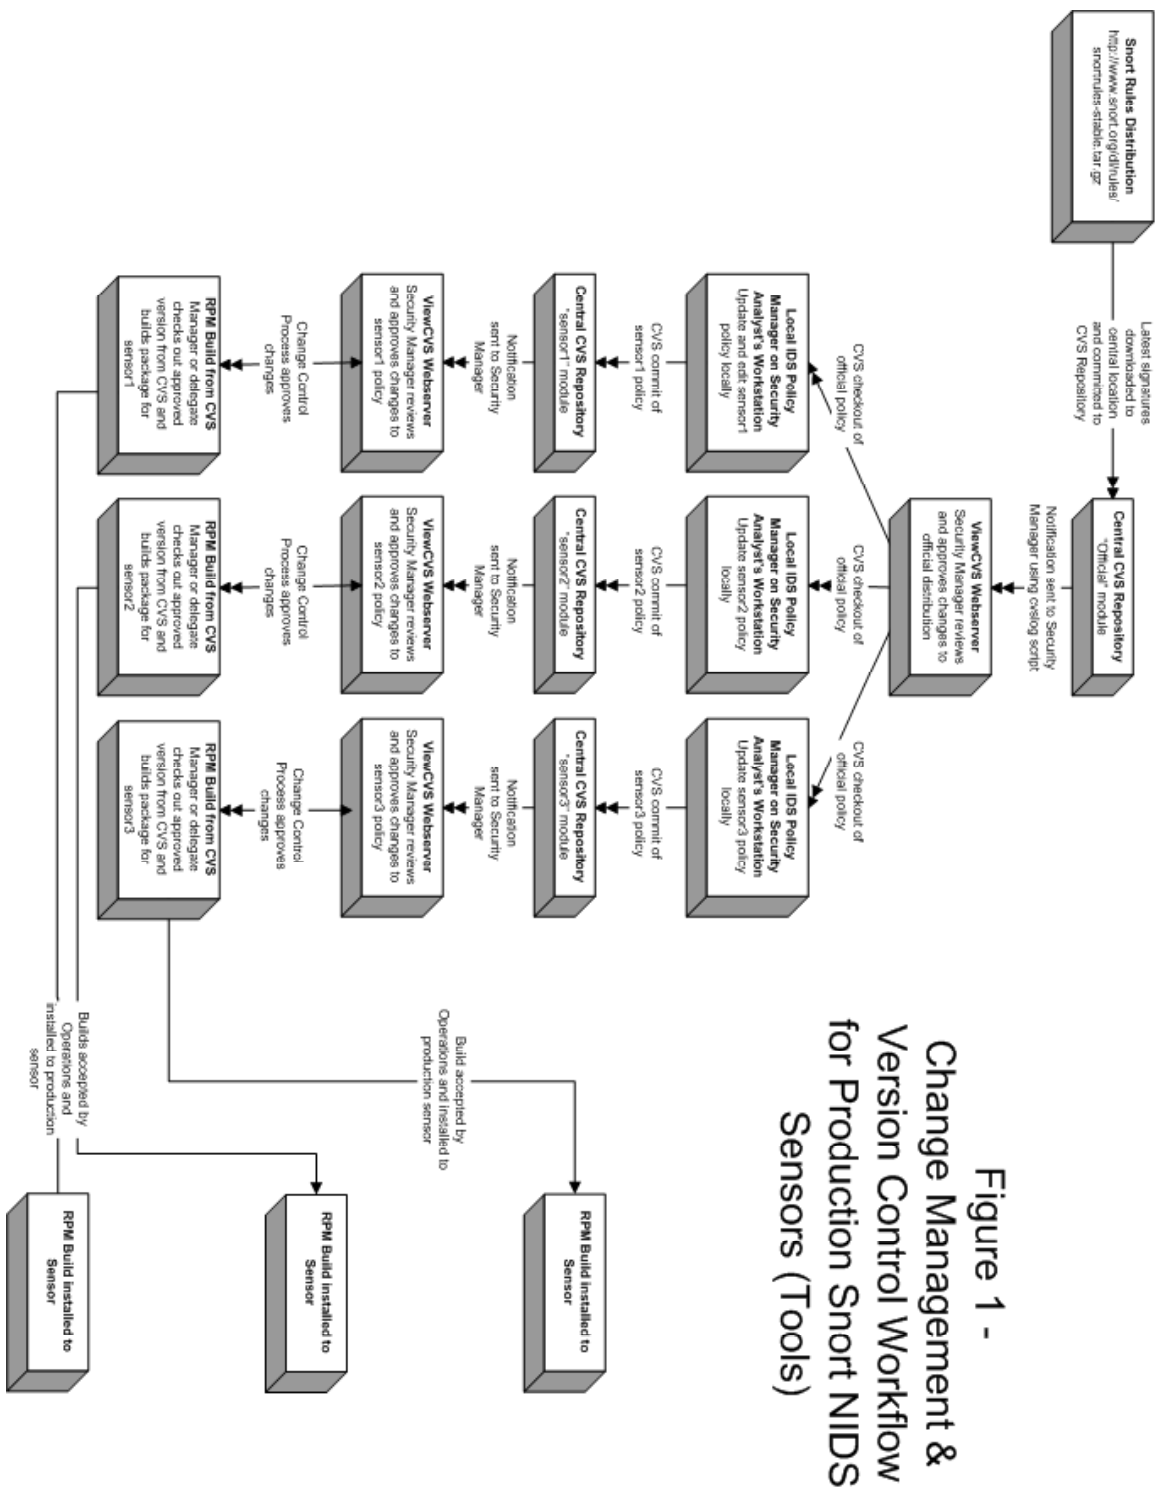 Figure 1 -
Change Management &
Version Control Workflow
for Production Snort NIDS
Sensors (Tools)
Snort Rules Distribution
http://www.snort.org/dl/rules/
snortrules-stable.tar.gz
Latest signatures
downloaded to
central location
and committed to
CVS Repository
Central CVS Repository
"Official" module
Notification sent to Security
Manager using cvslog script
ViewCVS Webserver
Security Manager reviews
and approves changes to
official distribution
CVS checkout of
official policy
CVS checkout of
official policy
CVS checkout of
official policy
Local IDS Policy
Manager on Security
Analyst's Workstation
Update and edit sensor1
policy locally
Local IDS Policy
Manager on Security
Analyst's Workstation
Update sensor2 policy
locally
Local IDS Policy
Manager on Security
Analyst's Workstation
Update sensor3 policy
locally
CVS commit of
sensor1 policy
CVS commit of
sensor2 policy
CVS commit of
sensor3 policy
Central CVS Repository
"sensor1" module
Central CVS Repository
"sensor2" module
Central CVS Repository
"sensor3" module
Notification
sent to Security
Manager
Notification
sent to Security
Manager
Notification
sent to Security
Manager
ViewCVS Webserver
Security Manager reviews
and approves changes to
sensor1 policy
ViewCVS Webserver
Security Manager reviews
and approves changes to
sensor2 policy
ViewCVS Webserver
Security Manager reviews
and approves changes to
sensor3 policy
Change Control
Process approves
changes
Change Control
Process approves
changes
Change Control
Process approves
changes
RPM Build from CVS
Manager or delegate
checks out approved
version from CVS and
builds package for
sensor1
RPM Build from CVS
Manager or delegate
checks out approved
version from CVS and
builds package for
sensor2
RPM Build from CVS
Manager or delegate
checks out approved
version from CVS and
builds package for
sensor3
Build accepted by
Operations and installed to
production sensor
Builds accepted by
Operations and
installed to production
sensor
RPM Build installed to
Sensor
RPM Build installed to
Sensor
RPM Build installed to
Sensor